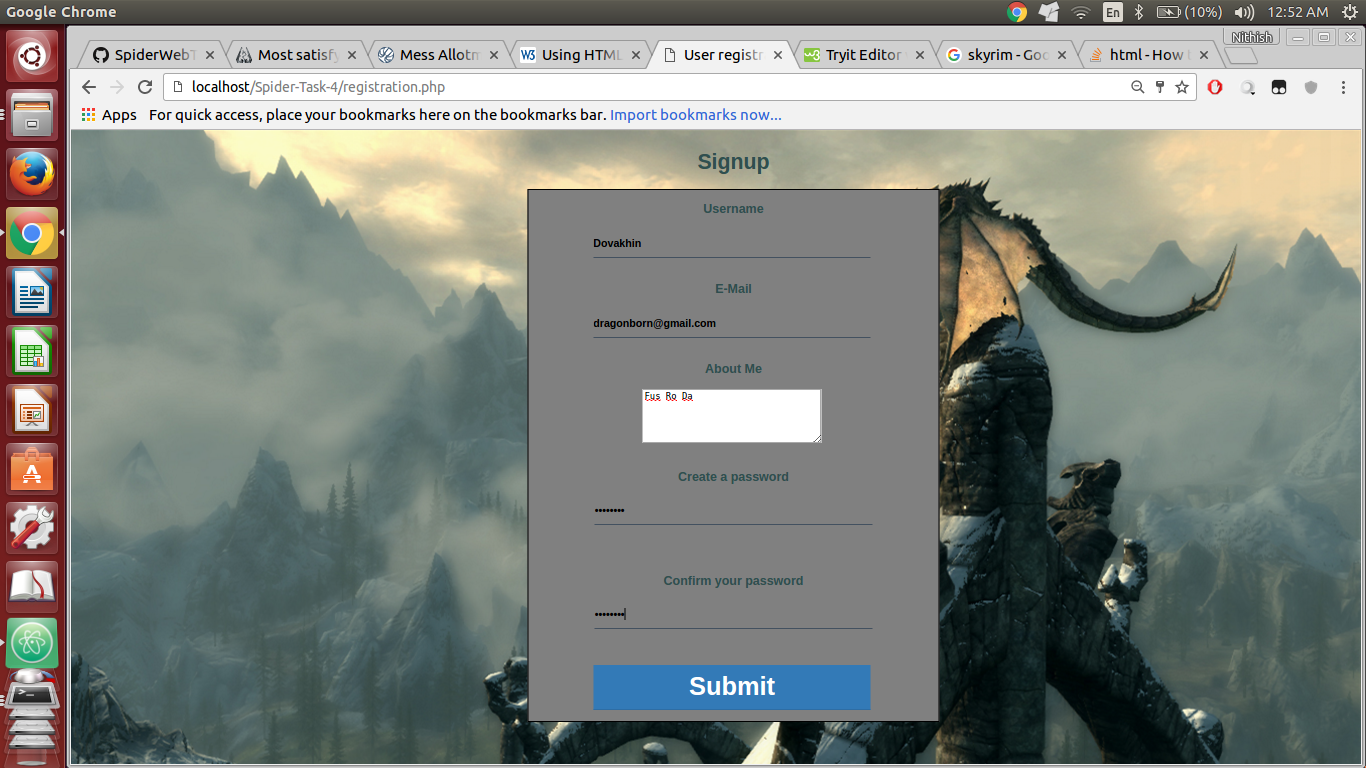 Google Chrome
En
(10%)
12:52 AM
Nithish
SpiderWebT
Most satisfy
Mess Allotm
Using HTML
User registr
Tryit Editor
skyrim - Goo
html - How t
localhost/Spider-Task-4/registration.php
Apps For quick access, place your bookmarks here on the bookmarks bar. Import bookmarks now...
Signup
Username
Dovakhin
E-Mail
dragonborn@gmail.com
About Me
Fus Ro Da
Create a password
••••••••
Confirm your password
••••••••
Submit